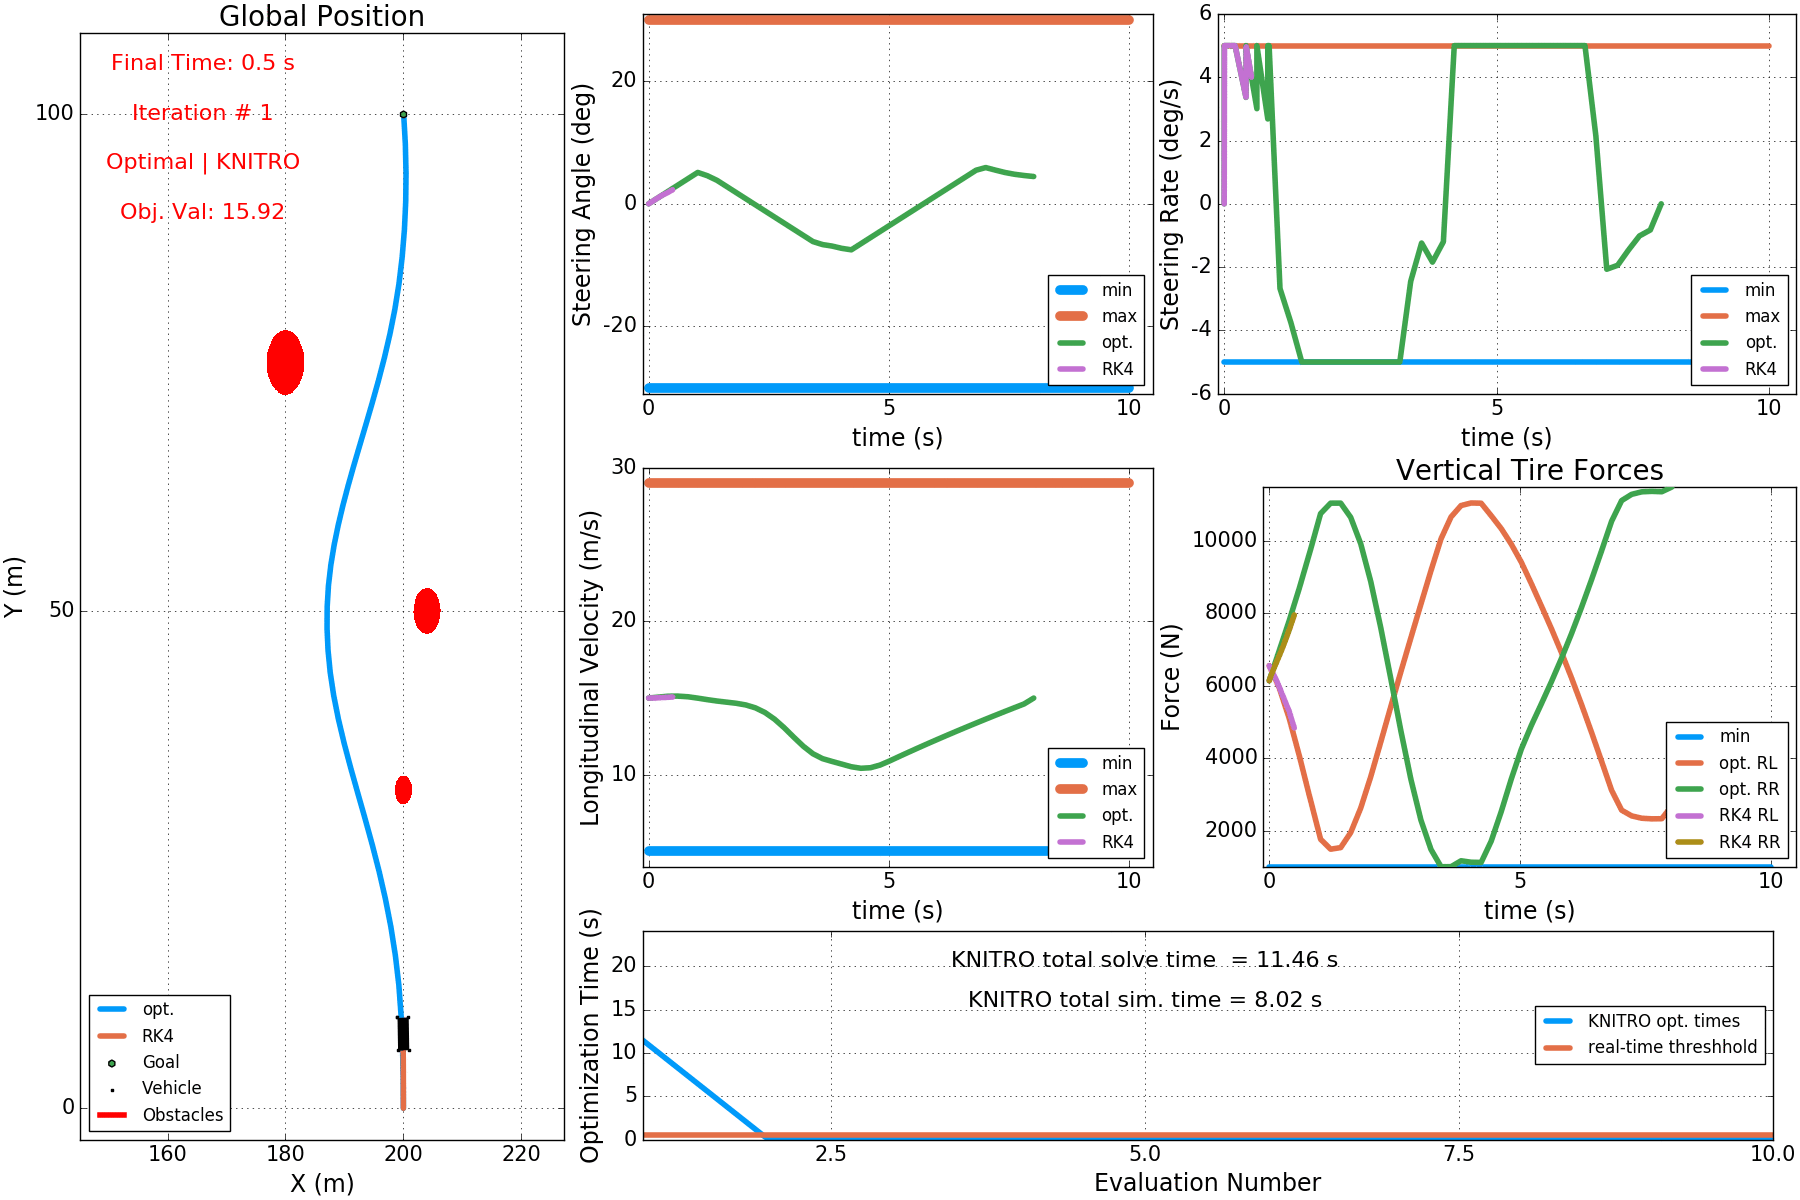 Global Position
Final Time: 0.5 s
Iteration # 1
Optimal | KNITRO
Obj. Val: 15.92
100
50
0
Y (m)
160
180
200
220
X (m)
opt.
RK4
Goal
Vehicle
Obstacles
Steering Angle (deg)
20
0
-20
0
5
10
time (s)
min
max
opt.
RK4
Steering Rate (deg/s)
6
4
2
0
-2
-4
-6
0
5
10
time (s)
min
max
opt.
RK4
Longitudinal Velocity (m/s)
30
20
10
0
5
10
time (s)
min
max
opt.
RK4
Vertical Tire Forces
Force (N)
10000
8000
6000
4000
2000
0
5
10
time (s)
min
opt. RL
opt. RR
RK4 RL
RK4 RR
Optimization Time (s)
20
15
10
5
0
KNITRO total solve time = 11.46 s
KNITRO total sim. time = 8.02 s
KNITRO opt. times
real-time threshhold
2.5
5.0
7.5
10.0
Evaluation Number